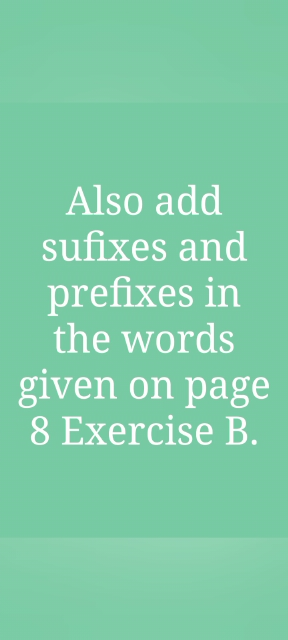 Also add
sufixes and
prefixes in
the words
given on page
8 Exercise B.